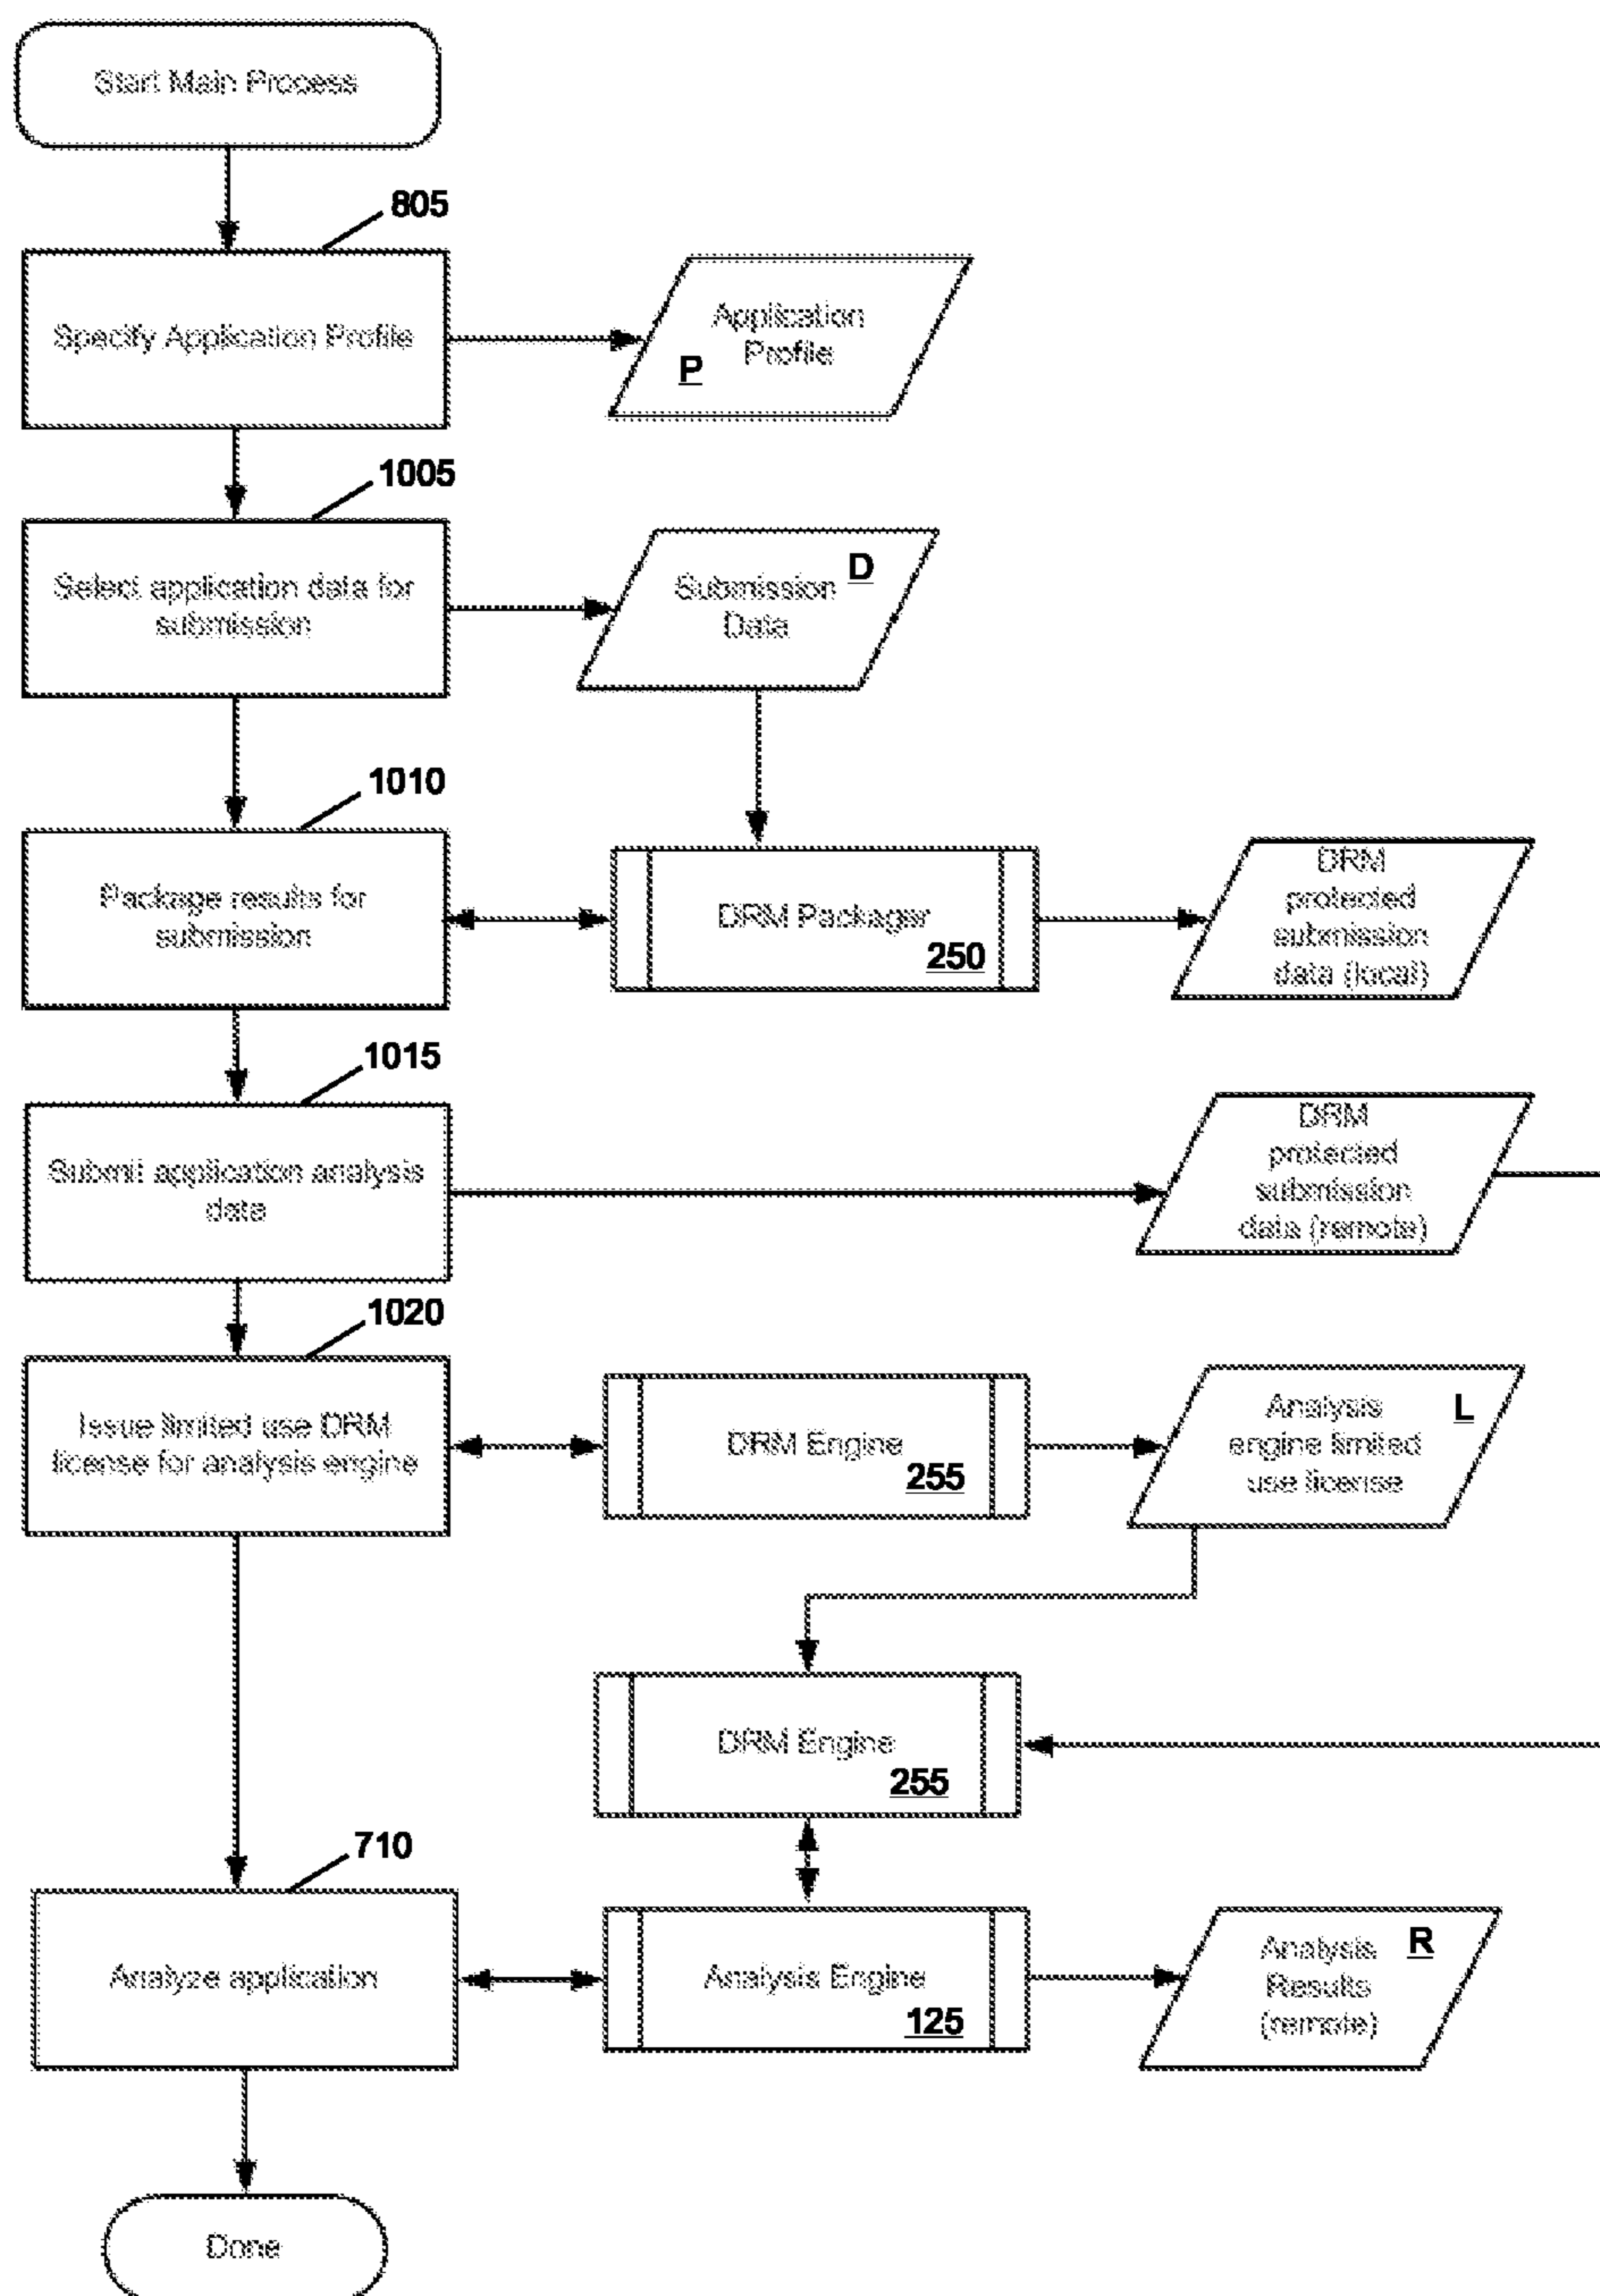 Start Main Process
805
Specify Application Profile
Application
Profile
P
1005
Select application data for
submission
Submission
Data
D
1010
Package results for
submission
DRM Packager
250
DRM
protected
submission
data (local)
1015
Submit application analysis
data
DRM
protected
submission
data (remote)
1020
Issue limited use DRM
license for analysis engine
DRM Engine
255
Analysis
engine limited
use license
L
DRM Engine
255
710
Analyze application
Analysis Engine
125
Analysis
Results
(remote)
R
Done